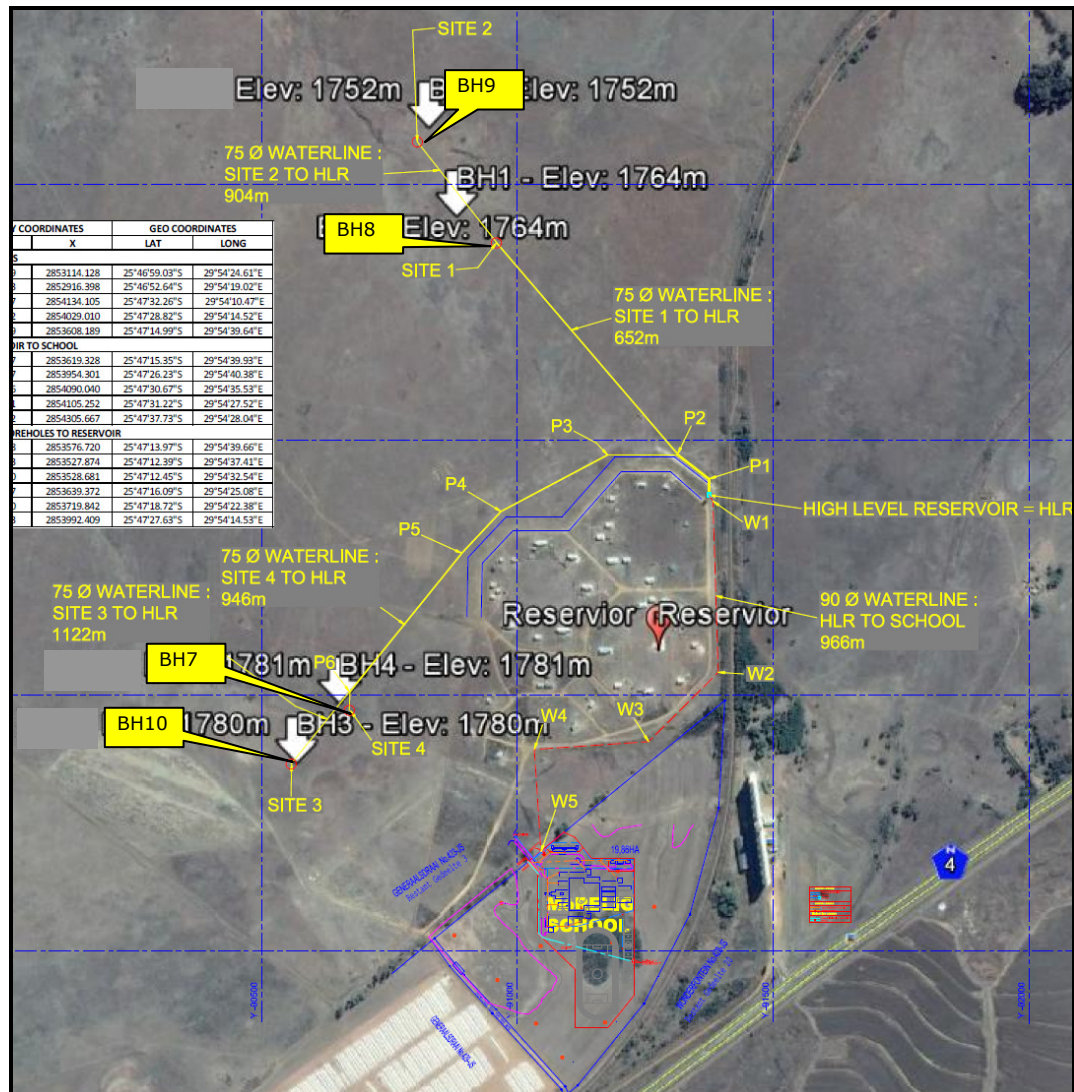 SITE 2
Elev: 1752m
BH9
Elev: 1752m
75 Ø WATERLINE :
SITE 2 TO HLR
904m
BH1 - Elev: 1764m
BH8
Elev: 1764m
SITE 1
COORDINATES GEO COORDINATES
X LAT LONG
2853114.128 25°46'59.03"S 29°54'24.61"E
2852916.398 25°46'52.64"S 29°54'19.02"E
2854134.105 25°47'32.26"S 29°54'10.47"E
2854029.010 25°47'28.82"S 29°54'14.52"E
2853608.189 25°47'14.99"S 29°54'39.64"E
TO SCHOOL
2853619.328 25°47'15.35"S 29°54'39.93"E
2853954.301 25°47'26.23"S 29°54'40.38"E
2854090.040 25°47'30.67"S 29°54'35.53"E
2854105.252 25°47'31.22"S 29°54'27.52"E
2854305.667 25°47'37.73"S 29°54'28.04"E
TO RESERVOIR
2853576.720 25°47'13.97"S 29°54'39.66"E
2853527.874 25°47'12.39"S 29°54'37.41"E
2853528.681 25°47'12.45"S 29°54'32.54"E
2853639.372 25°47'16.09"S 29°54'25.08"E
2853719.842 25°47'18.72"S 29°54'22.38"E
2853992.409 25°47'27.63"S 29°54'14.53"E
75 Ø WATERLINE :
SITE 1 TO HLR
652m
P3
P2
P1
P4
HIGH LEVEL RESERVOIR = HLR
W1
P5
75 Ø WATERLINE :
SITE 4 TO HLR
946m
75 Ø WATERLINE :
SITE 3 TO HLR
1122m
90 Ø WATERLINE :
HLR TO SCHOOL
966m
Reservior
Reservior
BH7
1781m
P6
BH4 - Elev: 1781m
W2
BH10
1780m
BH3 - Elev: 1780m
W4
W3
SITE 4
SITE 3
W5
19,86HA
4
SCHOOL
Y -90500
Y -91000
Y -91500
Y -92000